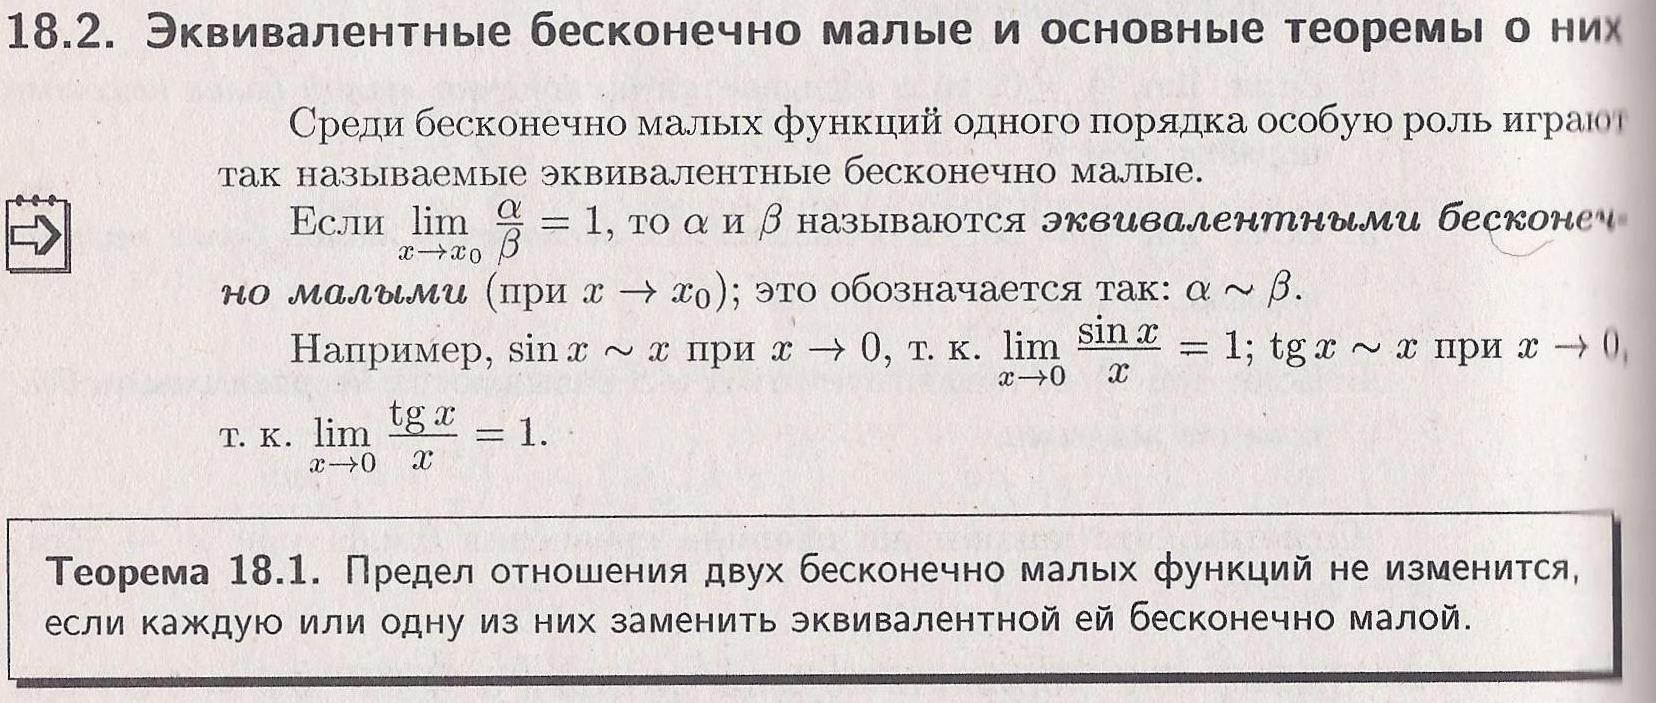 18.2. Эквивалентные бесконечно малые и основные теоремы о них
Среди бесконечно малых функций одного порядка особую роль играют
так называемые эквивалентные бесконечно малые.
Если lim_{x→x₀} α/β = 1, то α и β называются эквивалентными бесконеч-
но малыми (при x → x₀); это обозначается так: α ∼ β.
Например, sin x ∼ x при x → 0, т. к. lim_{x→0} sin x/x = 1; tg x ∼ x при x → 0,
т. к. lim_{x→0} tg x/x = 1.
Теорема 18.1. Предел отношения двух бесконечно малых функций не изменится,
если каждую или одну из них заменить эквивалентной ей бесконечно малой.